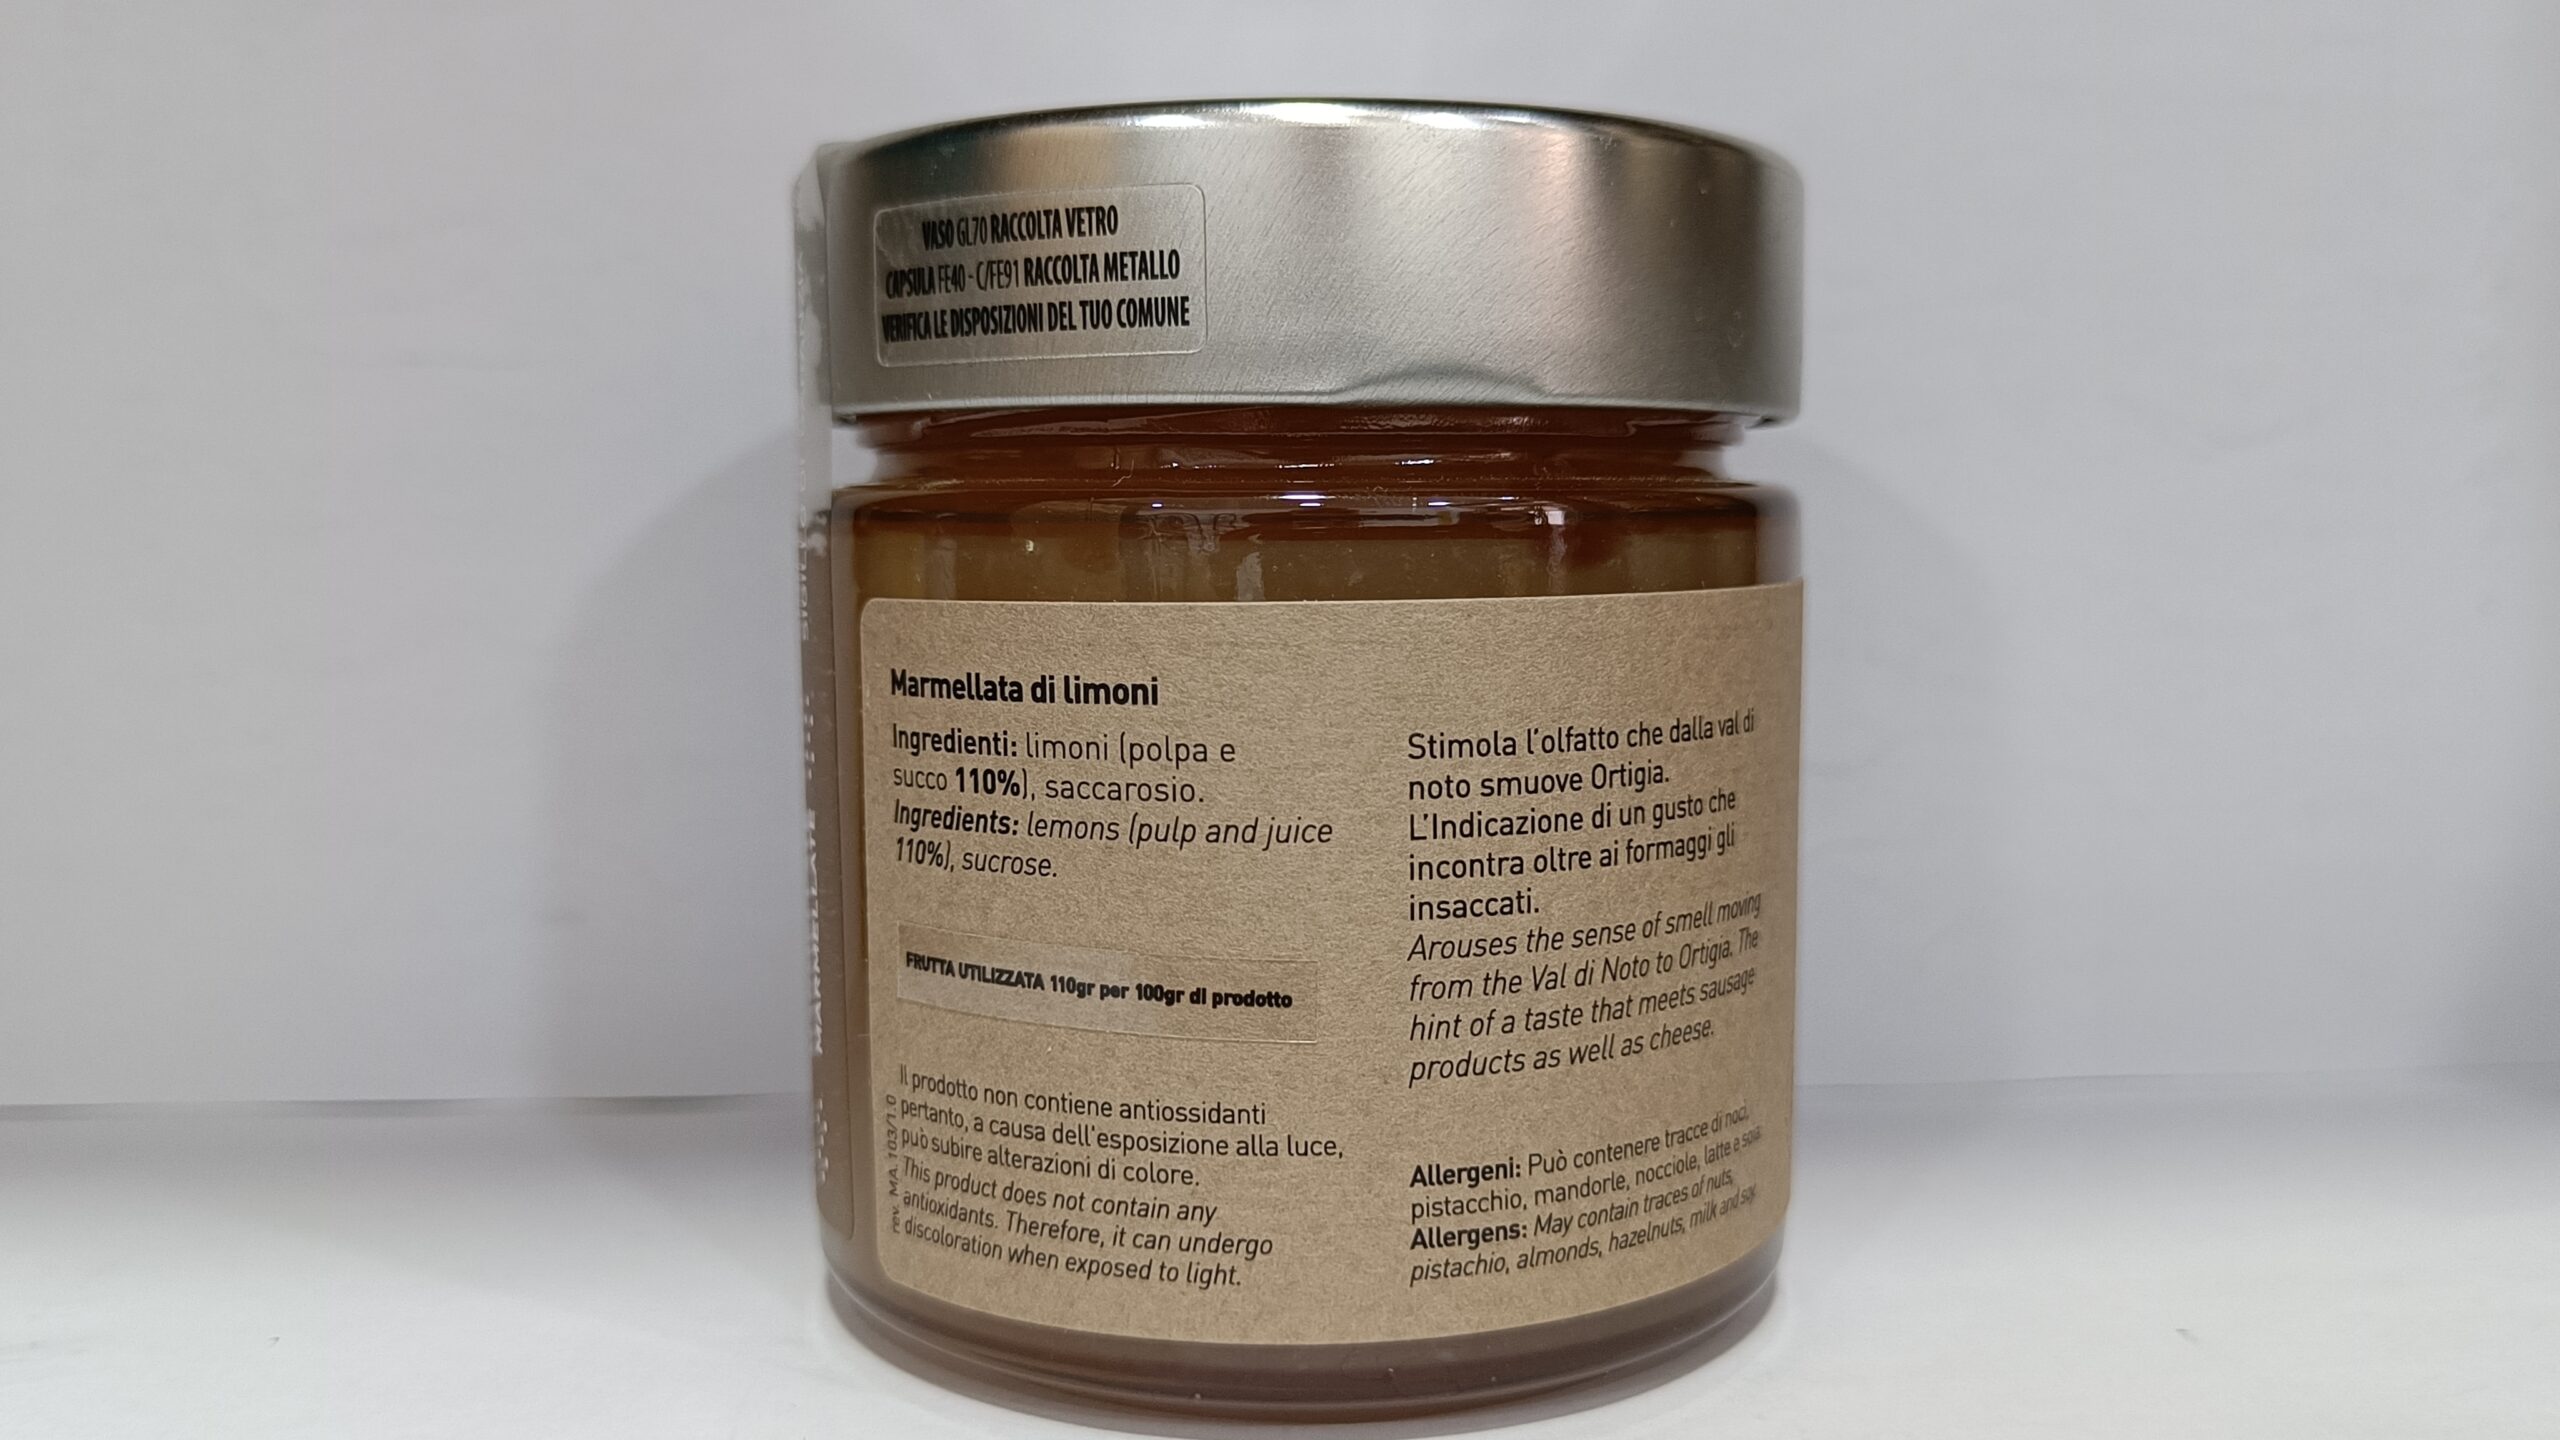 VASO GL70 RACCOLTA VETRO
CAPSULA FE40 - C/FE91 RACCOLTA METALLO
VERIFICA LE DISPOSIZIONI DEL TUO COMUNE
Marmellata di limoni
Ingredienti: limoni (polpa e
succo 110%), saccarosio.
Ingredients: lemons (pulp and juice
110%), sucrose.
FRUTTA UTILIZZATA 110gr per 100gr di prodotto
Il prodotto non contiene antiossidanti
pertanto, a causa dell'esposizione alla luce,
può subire alterazioni di colore.
This product does not contain any
antioxidants. Therefore, it can undergo
discoloration when exposed to light.
rev. MA 103/1.0
Stimola l'olfatto che dalla val di
noto smuove Ortigia.
L'Indicazione di un gusto che
incontra oltre ai formaggi gli
insaccati.
Arouses the sense of smell moving
from the Val di Noto to Ortigia. The
hint of a taste that meets sausage
products as well as cheese.
Allergeni: Può contenere tracce di noci,
pistacchio, mandorle, nocciole, latte e soia
Allergens: May contain traces of nuts,
pistachio, almonds, hazelnuts, milk and soy
MARMELLATE